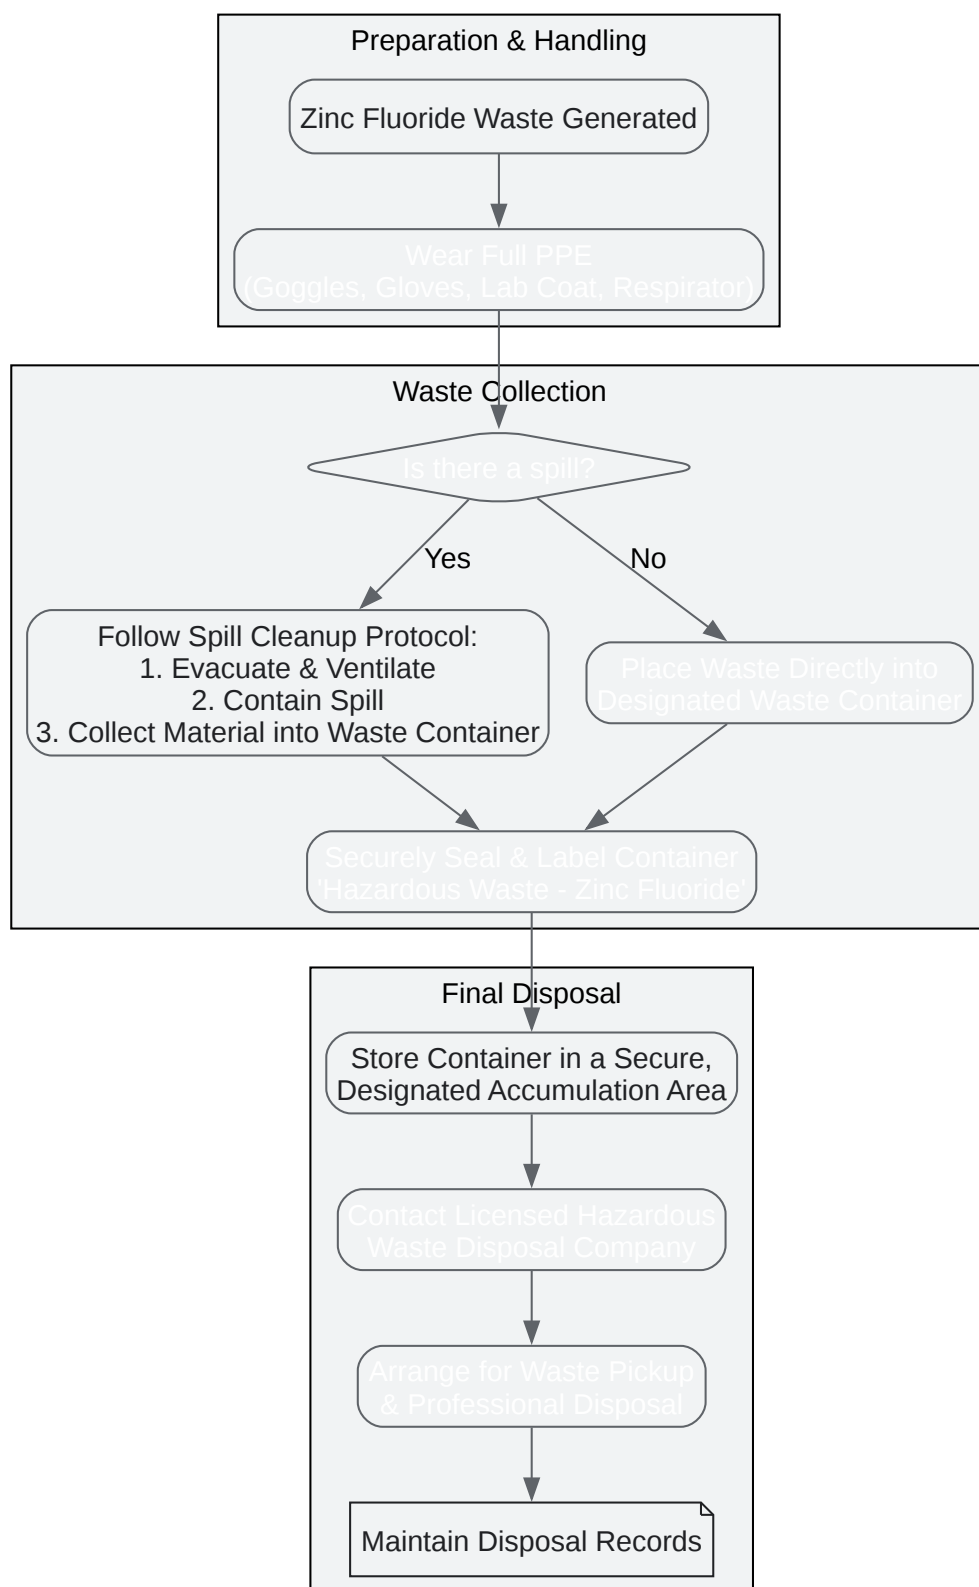 Preparation & Handling
Zinc Fluoride Waste Generated
Wear Full PPE
(Goggles, Gloves, Lab Coat, Respirator)
Waste Collection
Is there a spill?
Yes
No
Follow Spill Cleanup Protocol:
1. Evacuate & Ventilate
2. Contain Spill
3. Collect Material into Waste Container
Place Waste Directly into
Designated Waste Container
Securely Seal & Label Container
'Hazardous Waste - Zinc Fluoride'
Final Disposal
Store Container in a Secure,
Designated Accumulation Area
Contact Licensed Hazardous
Waste Disposal Company
Arrange for Waste Pickup
& Professional Disposal
Maintain Disposal Records